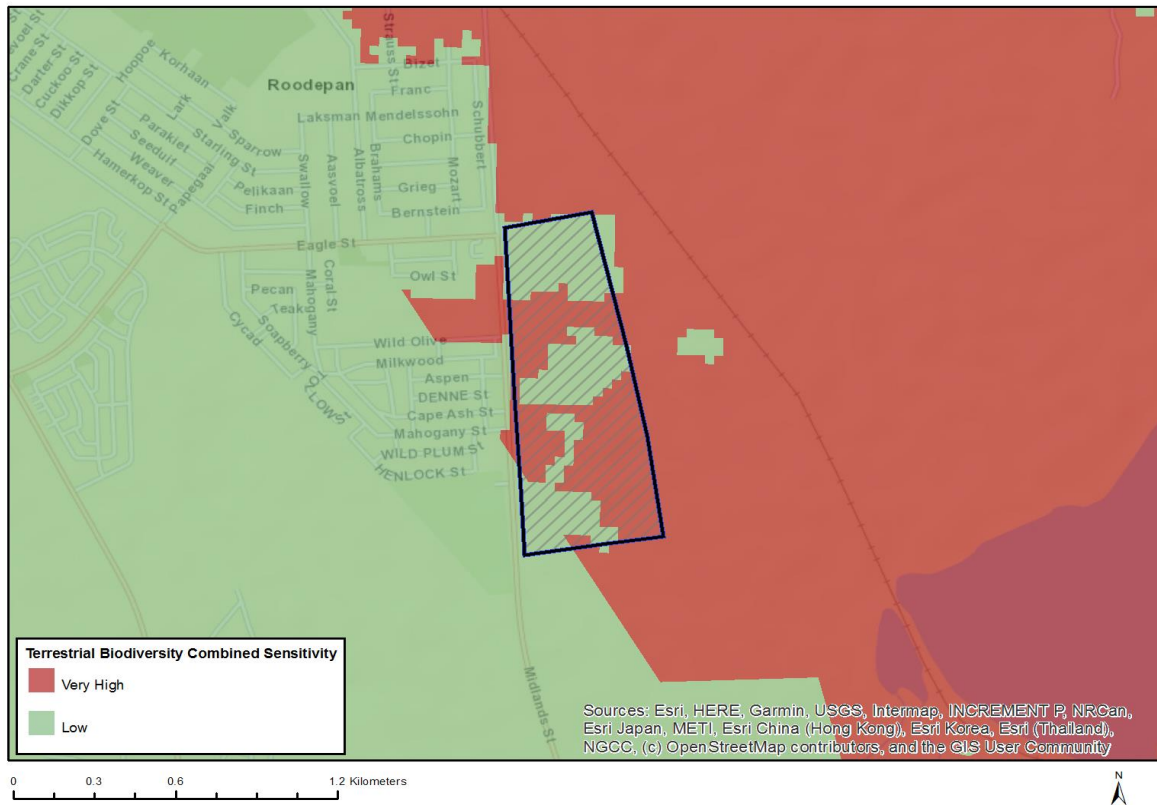 evoel St
Crane St
Darter St
Cuckoo St
Dikkop St
Hoopoe
Korhaan
Strauss St
Bizet
Roodepan
Franc
Dove St
Lark
Valk
Laksman
Mendelssohn
Schubbert
Parakiet
Sparrow
Chopin
Seeduif
Starling St
Weaver
Swallow
Aasvoel
Albatross
Brahams
Mozart
Hamerkop St
Papegaai
Pelikaan
Grieg
Finch
Bernstein
Eagle St
Owl St
Pecan
Coral St
Teak
Mahogany
Cycad
Soapberry
Wild Olive
Milkwood
Aspen
DENNE St
Cape Ash St
Mahogany St
WILD PLUM St
HENLOCK St
Midlands St
Terrestrial Biodiversity Combined Sensitivity
Very High
Low
Sources: Esri, HERE, Garmin, USGS, Intermap, INCREMENT P, NRCan,
Esri Japan, METI, Esri China (Hong Kong), Esri Korea, Esri (Thailand),
NGCC, (c) OpenStreetMap contributors, and the GIS User Community
0 0.3 0.6 1.2 Kilometers
N